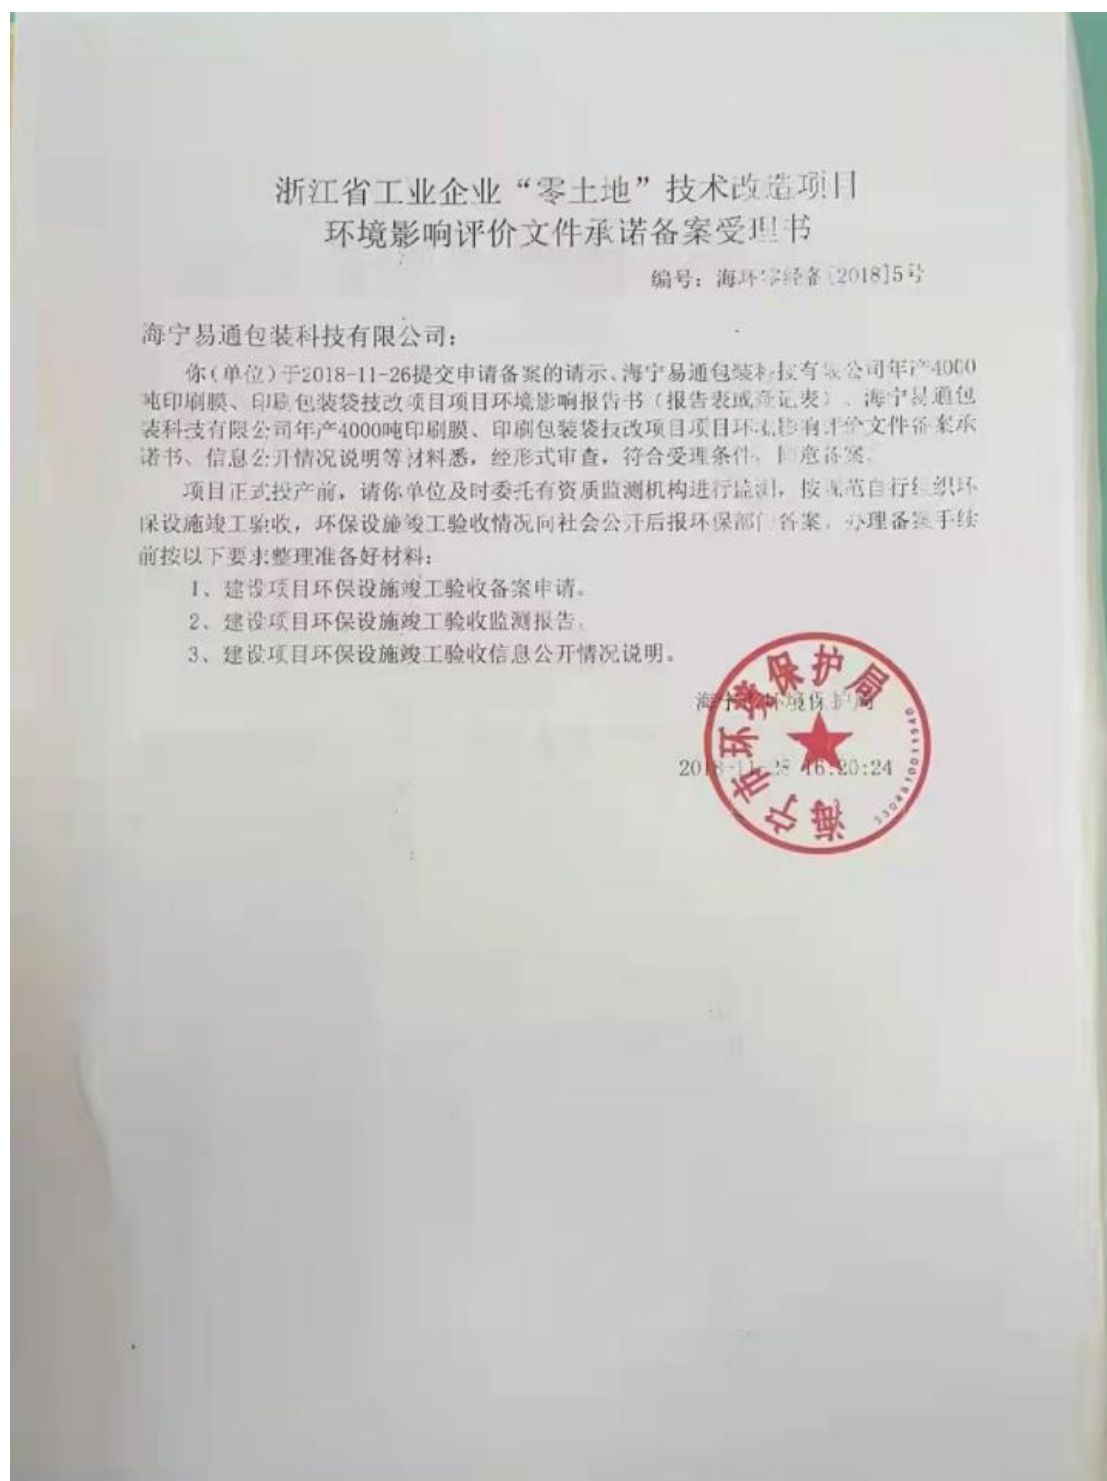 浙江省工业企业“零土地”技术改造项目
环境影响评价文件承诺备案受理书
编号：海环零经备[2018]5号
海宁易通包装科技有限公司：
你(单位)于2018-11-26提交申请备案的请示、海宁易通包装科技有限公司年产4000
吨印刷膜、印刷包装袋技改项目项目环境影响报告书（报告表或登记表）、海宁易通包
装科技有限公司年产4000吨印刷膜、印刷包装袋技改项目项目环境影响评价文件备案承
诺书、信息公开情况说明等材料悉，经形式审查，符合受理条件，同意备案。
项目正式投产前，请你单位及时委托有资质监测机构进行监测，按规范自行组织环
保设施竣工验收，环保设施竣工验收情况向社会公开后报环保部门备案，办理备案手续
前按以下要求整理准备好材料：
1、建设项目环保设施竣工验收备案申请。
2、建设项目环保设施竣工验收监测报告。
3、建设项目环保设施竣工验收信息公开情况说明。
海宁市环境保护局
2018-11-28 16:20:24
海宁市环境保护局